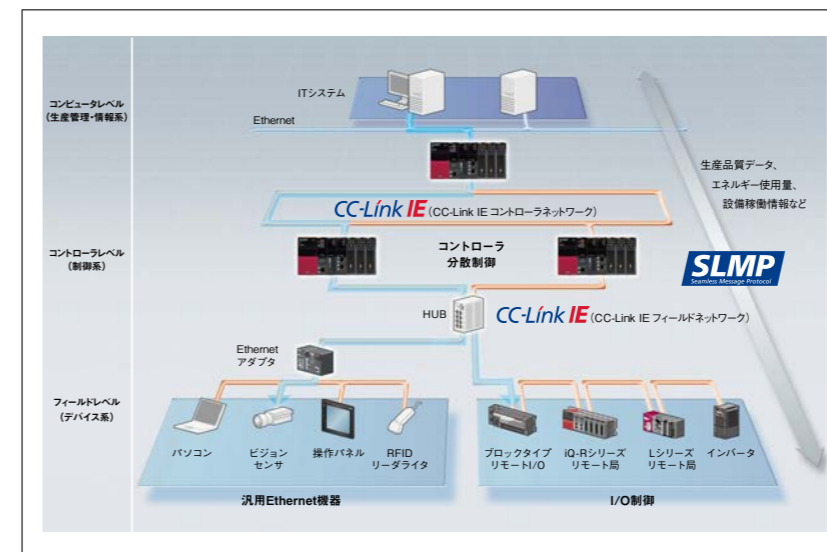 コンピュータレベル
(生産管理・情報系)
ITシステム
Ethernet
生産品質データ、
エネルギー使用量、
設備稼働情報など
CC-Link IE (CC-Link IE コントローラネットワーク)
コントローラレベル
(制御系)
コントローラ
分散制御
SLMP
Seamless Message Protocol
HUB
CC-Link IE (CC-Link IE フィールドネットワーク)
Ethernet
アダプタ
フィールドレベル
(デバイス系)
パソコン
ビジョン
センサ
操作パネル
RFID
リーダライタ
ブロックタイプ
リモートI/O
iQ-Rシリーズ
リモート局
Lシリーズ
リモート局
インバータ
汎用Ethernet機器
I/O制御